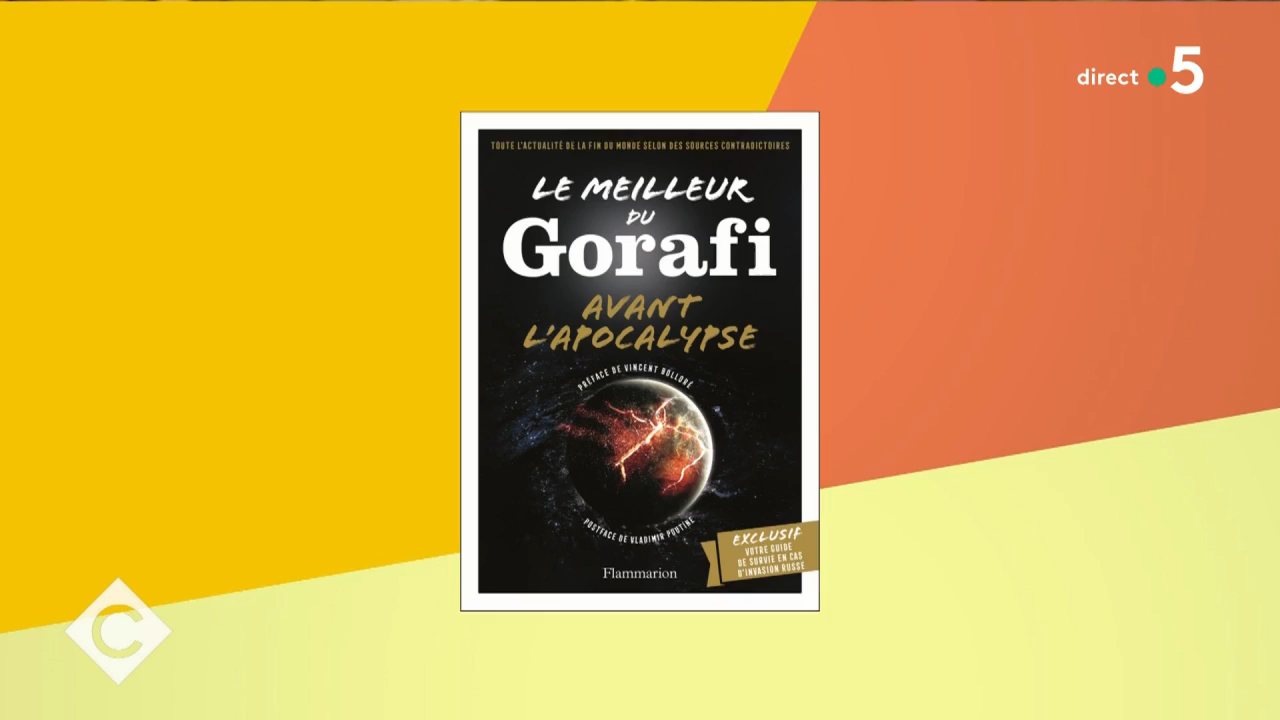 direct 5
TOUTE L'ACTUALITÉ DE LA FIN DU MONDE SELON DES SOURCES CONTRADICTOIRES
LE MEILLEUR
DU
Gorafi
AVANT
L'APOCALYPSE
PRÉFACE DE VINCENT BOLLORÉ
POSTFACE DE VLADIMIR POUTINE
EXCLUSIF
VOTRE GUIDE
DE SURVIE EN CAS
D'INVASION RUSSE
Flammarion
C